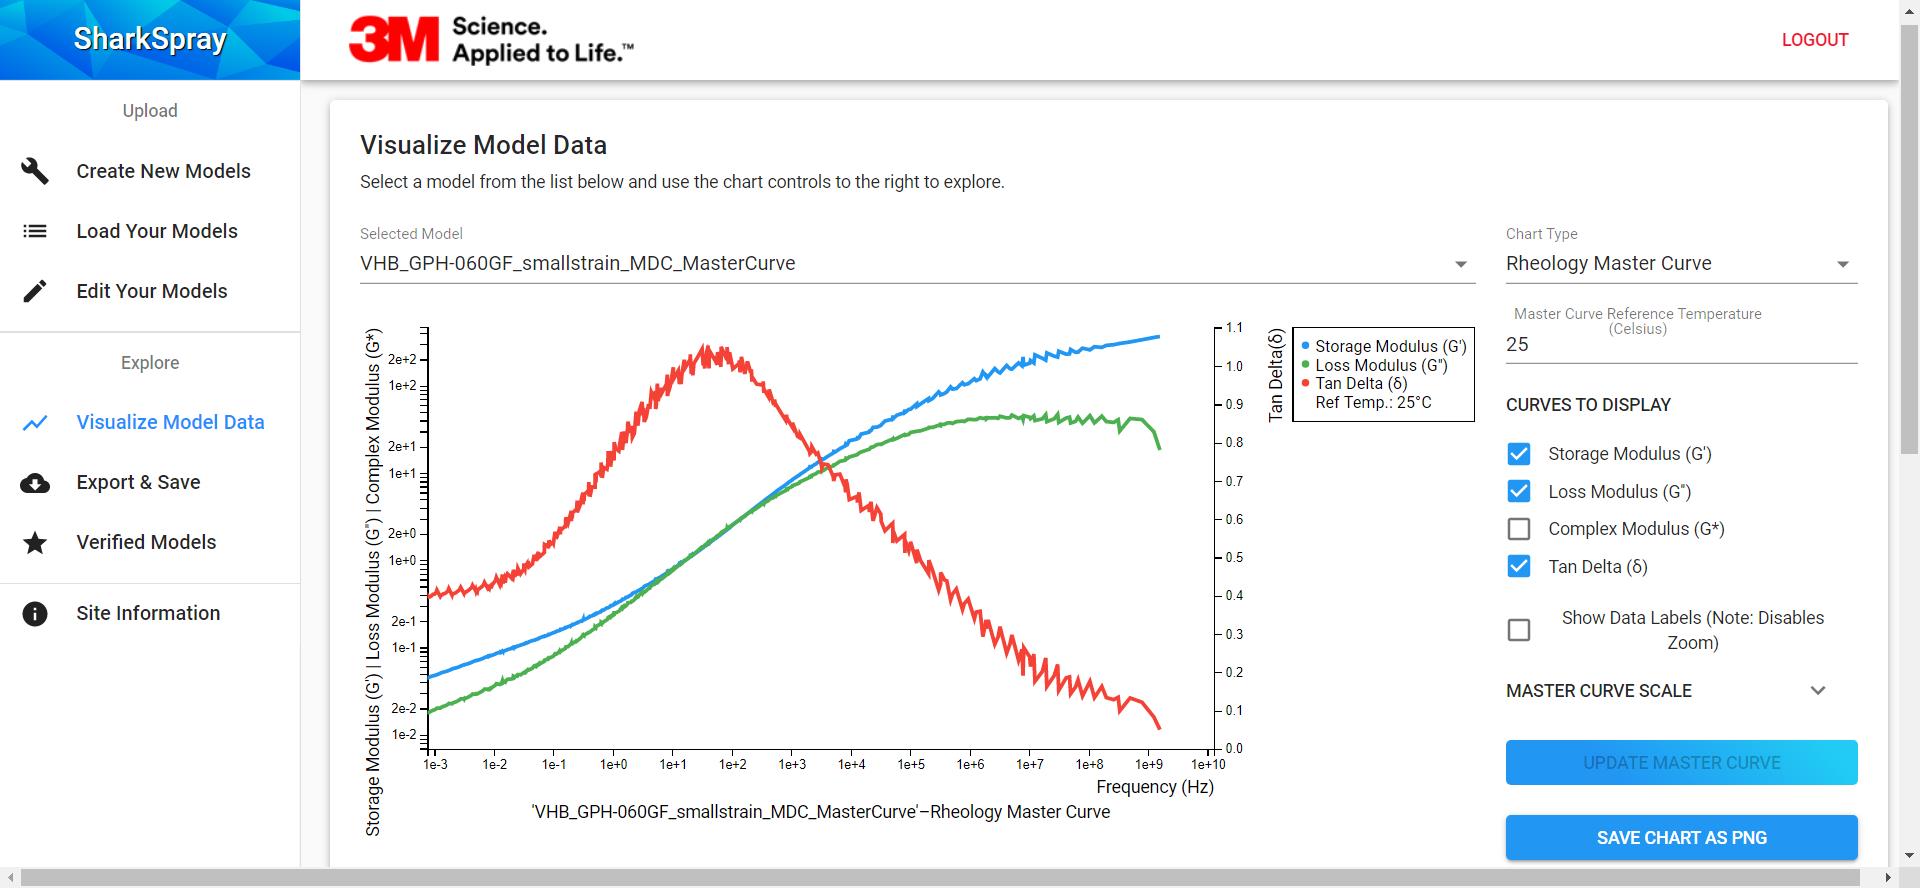 SharkSpray
3M Science.
Applied to Life.™
LOGOUT
Upload
Create New Models
Load Your Models
Edit Your Models
Explore
Visualize Model Data
Export & Save
Verified Models
Site Information
Visualize Model Data
Select a model from the list below and use the chart controls to the right to explore.
Selected Model
VHB_GPH-060GF_smallstrain_MDC_MasterCurve
Chart Type
Rheology Master Curve
Master Curve Reference Temperature
(Celsius)
25
CURVES TO DISPLAY
Storage Modulus (G')
Loss Modulus (G'')
Complex Modulus (G*)
Tan Delta (δ)
Show Data Labels (Note: Disables
Zoom)
MASTER CURVE SCALE
UPDATE MASTER CURVE
SAVE CHART AS PNG
Storage Modulus (G') | Loss Modulus (G'') | Complex Modulus (G*)
2e+2
1e+2
2e+1
1e+1
2e+0
1e+0
2e-1
1e-1
2e-2
1e-2
1e-3 1e-2 1e-1 1e+0 1e+1 1e+2 1e+3 1e+4 1e+5 1e+6 1e+7 1e+8 1e+9 1e+10
Frequency (Hz)
'VHB_GPH-060GF_smallstrain_MDC_MasterCurve'–Rheology Master Curve
1.1
1.0
0.9
0.8
0.7
0.6
0.5
0.4
0.3
0.2
0.1
0.0
Tan Delta(δ)
Storage Modulus (G')
Loss Modulus (G'')
Tan Delta (δ)
Ref Temp.: 25°C